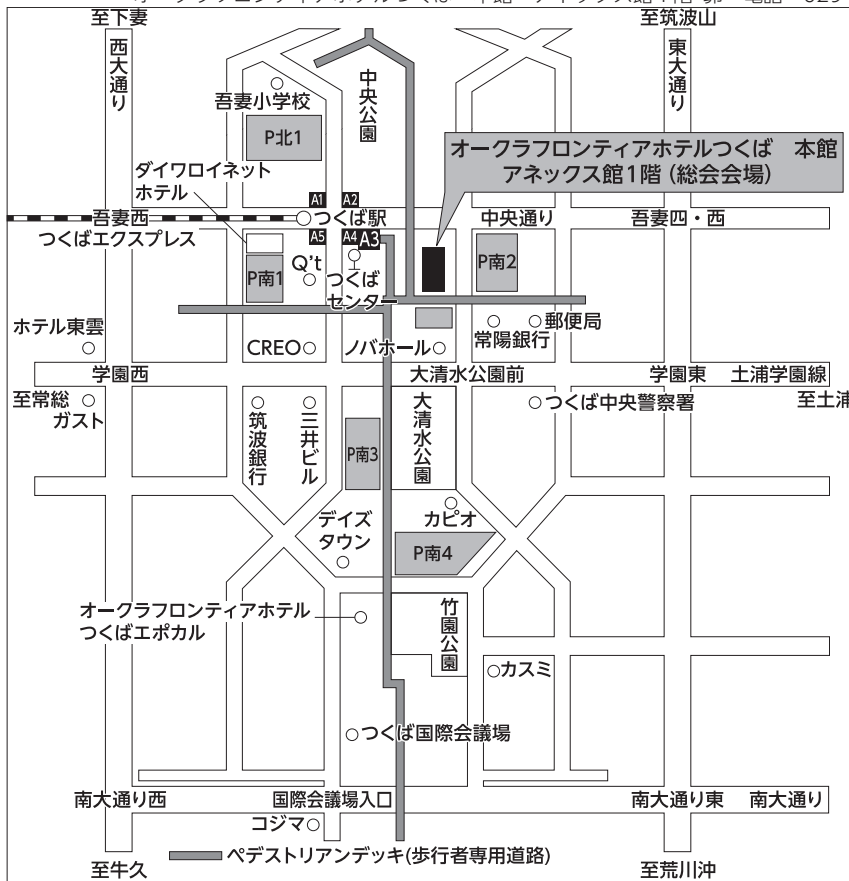 至下妻
至筑波山
西大通り
東大通り
中央公園
吾妻小学校
P北1
オークラフロンティアホテルつくば　本館
アネックス館1階 (総会会場)
ダイワロイネット
ホテル
A1
A2
吾妻西
つくば駅
中央通り
吾妻四・西
つくばエクスプレス
A5
A4
A3
Q't
P南1
つくば
センター
P南2
ホテル東雲
CREO
ノバホール
常陽銀行
郵便局
学園西
大清水公園前
学園東
土浦学園線
至常総
ガスト
至土浦
筑波銀行
三井ビル
P南3
大清水公園
つくば中央警察署
デイズ
タウン
カピオ
P南4
オークラフロンティアホテル
つくばエポカル
竹園公園
カスミ
つくば国際会議場
南大通り西
国際会議場入口
南大通り東
南大通り
コジマ
ペデストリアンデッキ(歩行者専用道路)
至牛久
至荒川沖